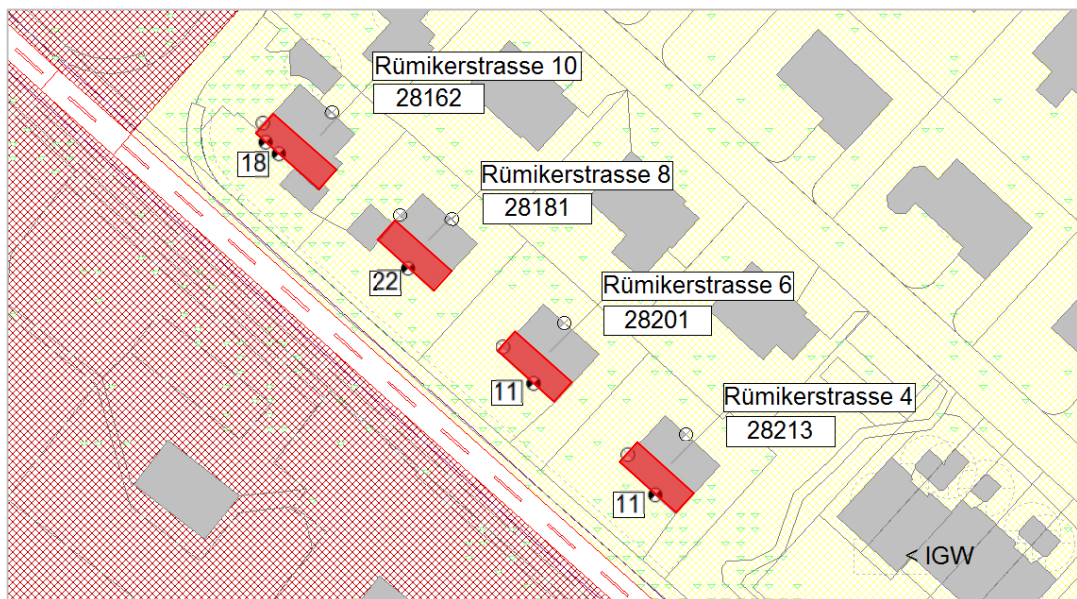 Rümikerstrasse 10
28162
18
Rümikerstrasse 8
28181
22
Rümikerstrasse 6
28201
11
Rümikerstrasse 4
28213
11
< IGW